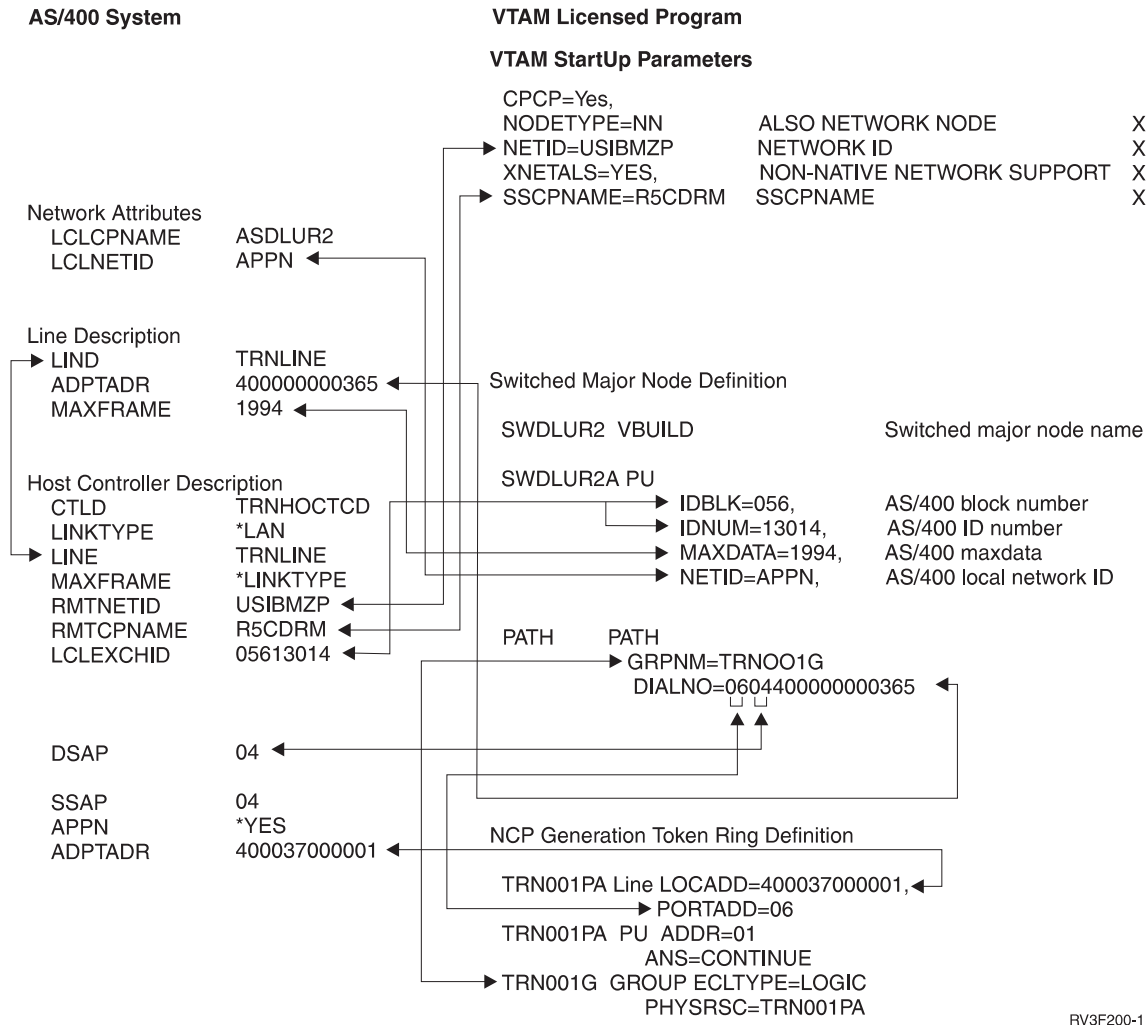 AS/400 System
VTAM Licensed Program
VTAM StartUp Parameters
CPCP=Yes,
NODETYPE=NN ALSO NETWORK NODE X
NETID=USIBMZP NETWORK ID X
XNETALS=YES, NON-NATIVE NETWORK SUPPORT X
SSCPNAME=R5CDRM SSCPNAME X
Network Attributes
LCLCPNAME ASDLUR2
LCLNETID APPN
Line Description
LIND TRNLINE
ADPTADR 400000000365
MAXFRAME 1994
Switched Major Node Definition
SWDLUR2 VBUILD Switched major node name
SWDLUR2A PU
Host Controller Description
CTLD TRNHOCTCD
LINKTYPE *LAN
LINE TRNLINE
MAXFRAME *LINKTYPE
RMTNETID USIBMZP
RMTCPNAME R5CDRM
LCLEXCHID 05613014
IDBLK=056, AS/400 block number
IDNUM=13014, AS/400 ID number
MAXDATA=1994, AS/400 maxdata
NETID=APPN, AS/400 local network ID
PATH PATH
GRPNM=TRNOO1G
DIALNO=0604400000000365
DSAP 04
SSAP 04
APPN *YES
ADPTADR 400037000001
NCP Generation Token Ring Definition
TRN001PA Line LOCADD=400037000001,
PORTADD=06
TRN001PA PU ADDR=01
ANS=CONTINUE
TRN001G GROUP ECLTYPE=LOGIC
PHYSRSC=TRN001PA
RV3F200-1